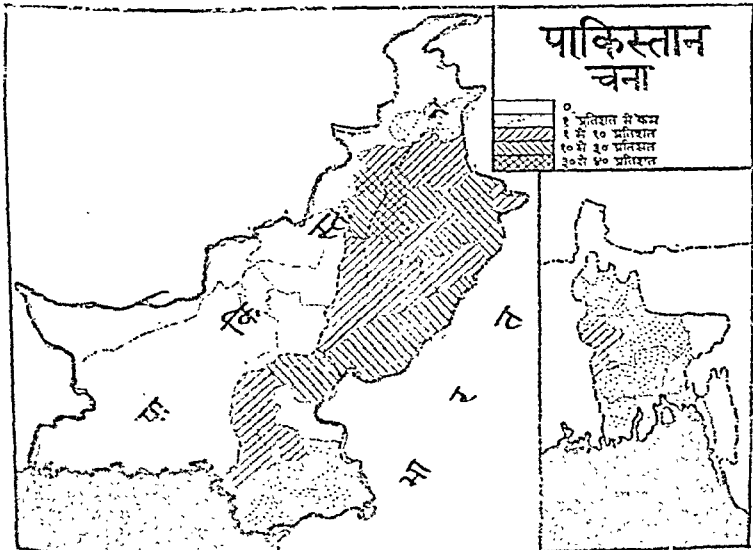 पाकिस्तान
चना
०
१ प्रतिशत से कम
१ से १० प्रतिशत
१० से ३० प्रतिशत
३० से ४० प्रतिशत
पा
कि
स्
भा
र
त